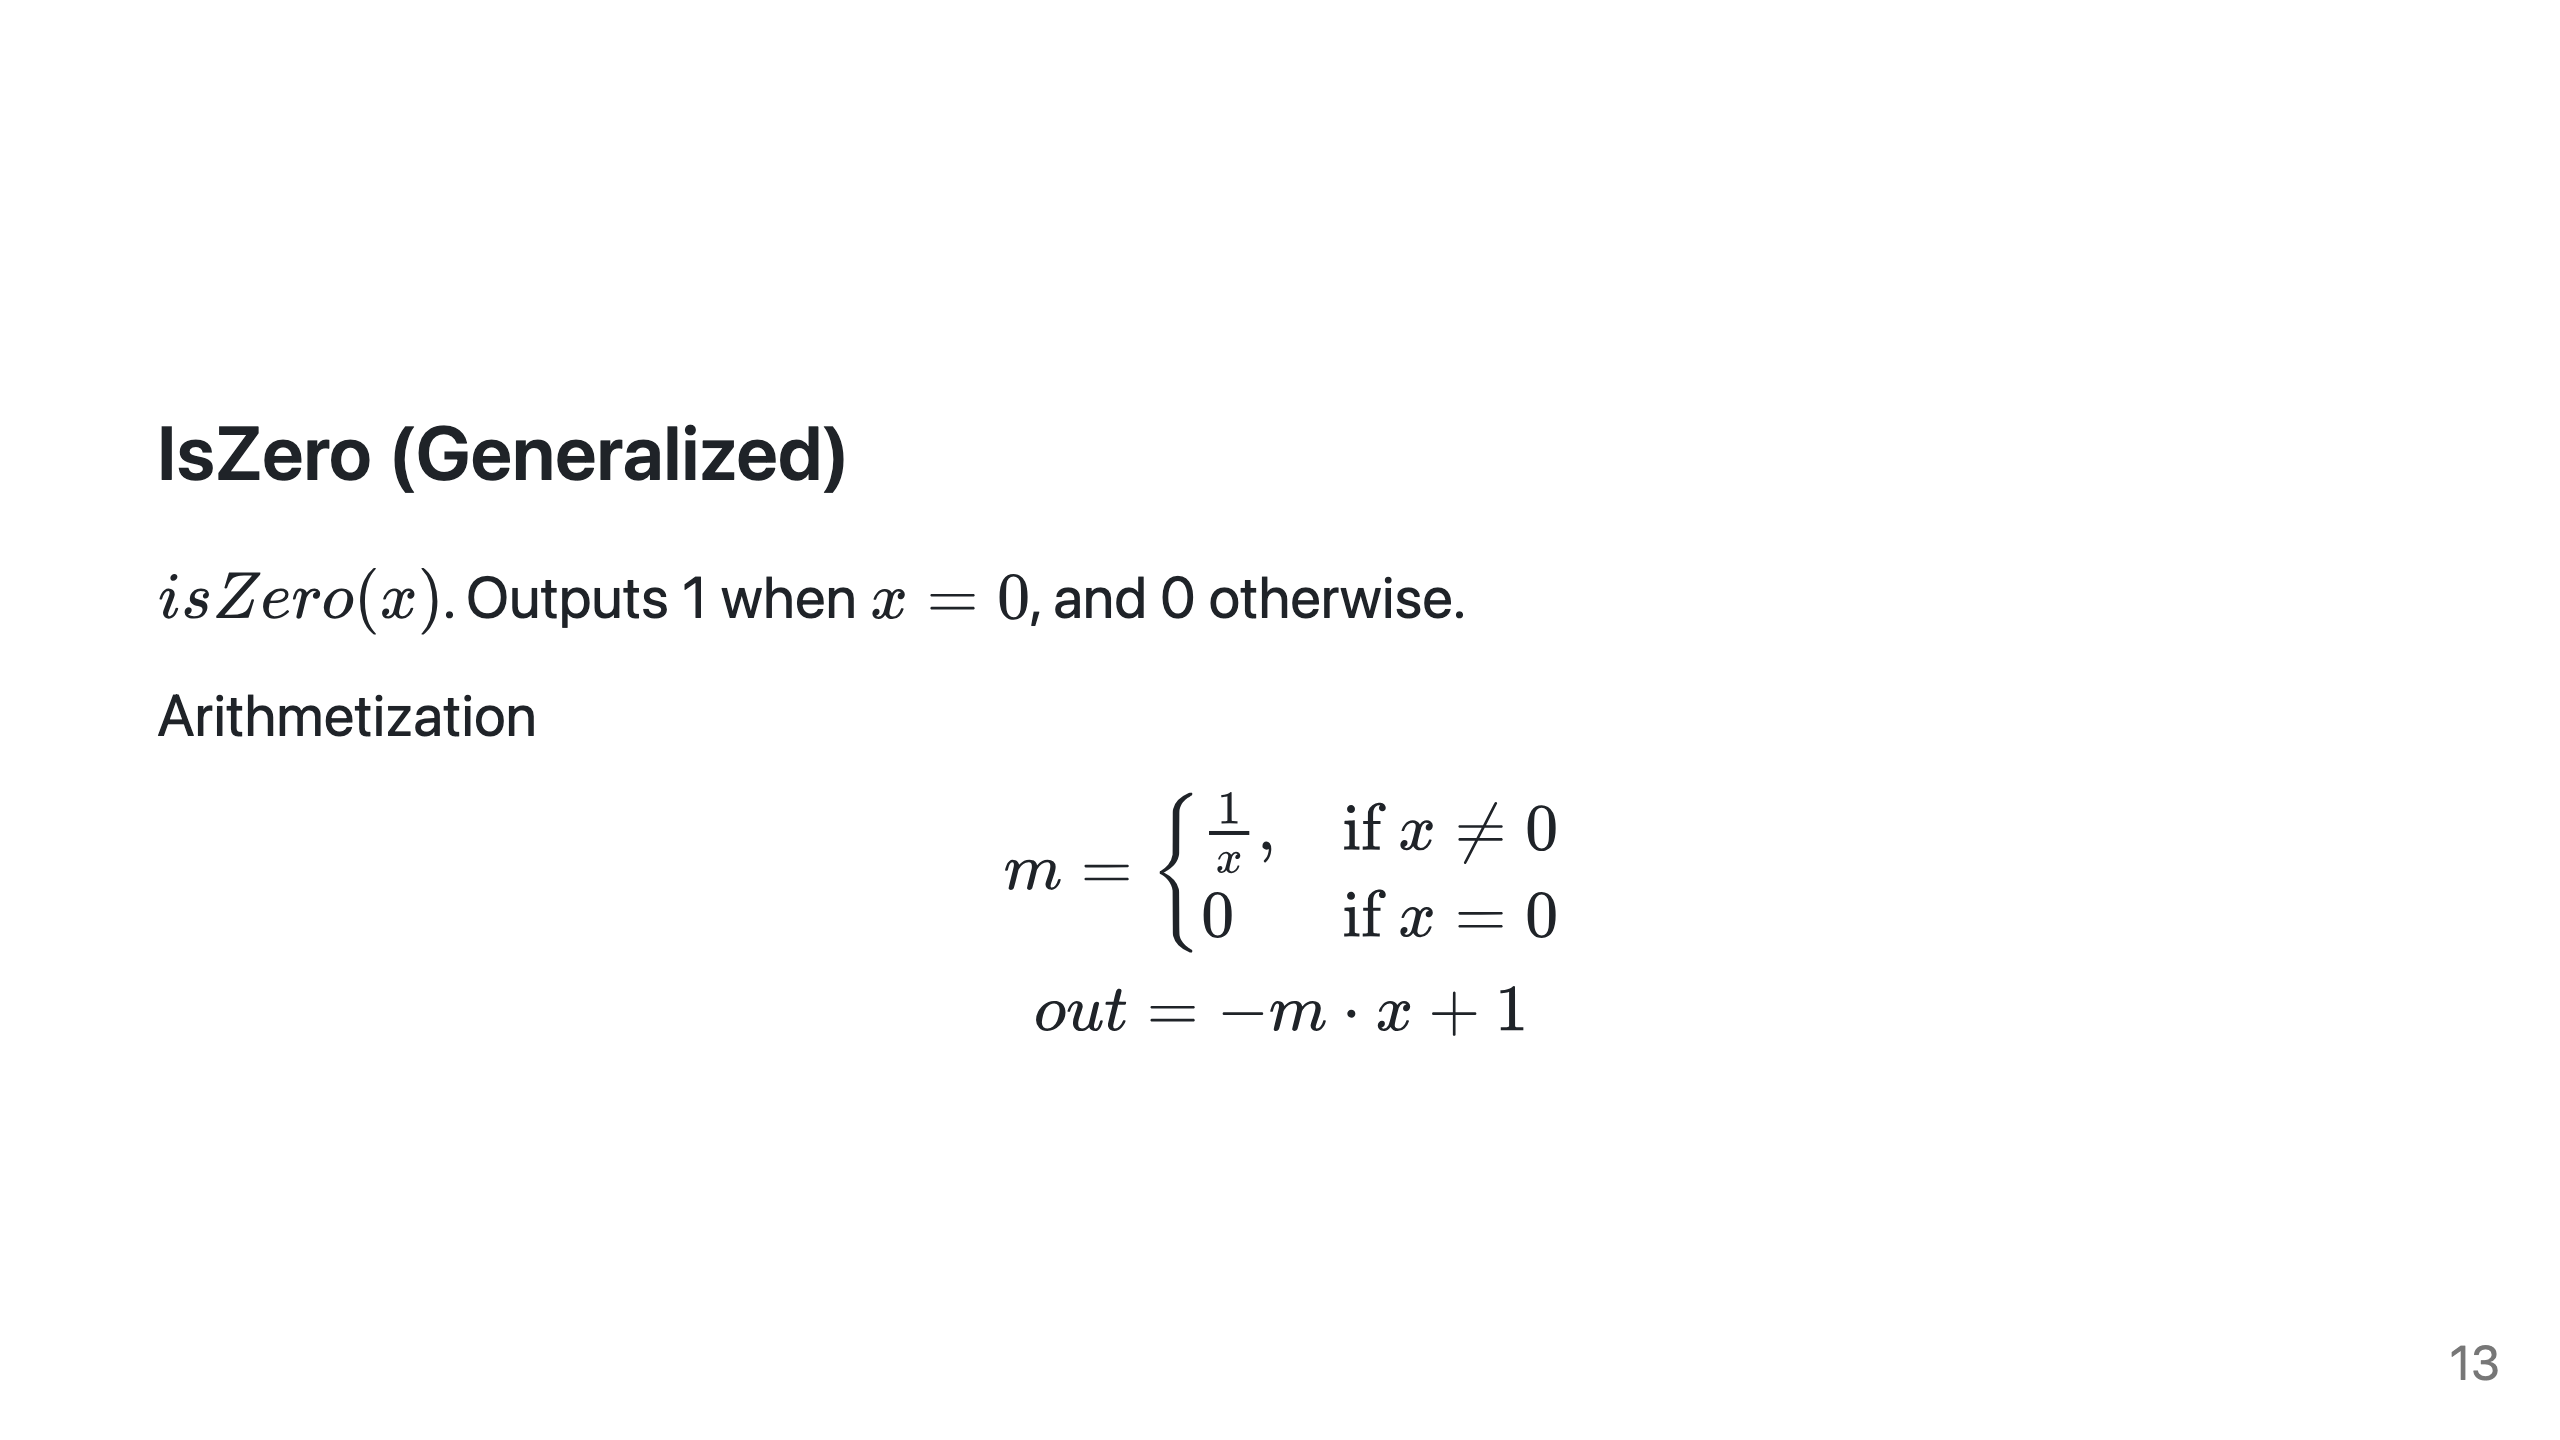 IsZero (Generalized)
isZero(x). Outputs 1 when x = 0, and 0 otherwise.
Arithmetization
m = { 1/x, if x ≠ 0
0 if x = 0
out = −m · x + 1
13